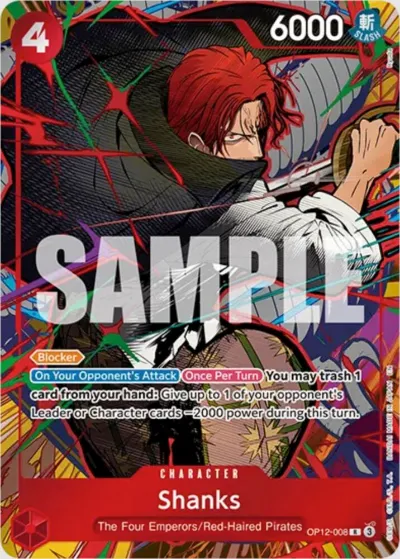 4
6000
斬
SLASH
SAMPLE
Blocker
On Your Opponent's Attack Once Per Turn You may trash 1
card from your hand: Give up to 1 of your opponent's
Leader or Character cards −2000 power during this turn.
CHARACTER
Shanks
The Four Emperors/Red-Haired Pirates
OP12-008 R 3